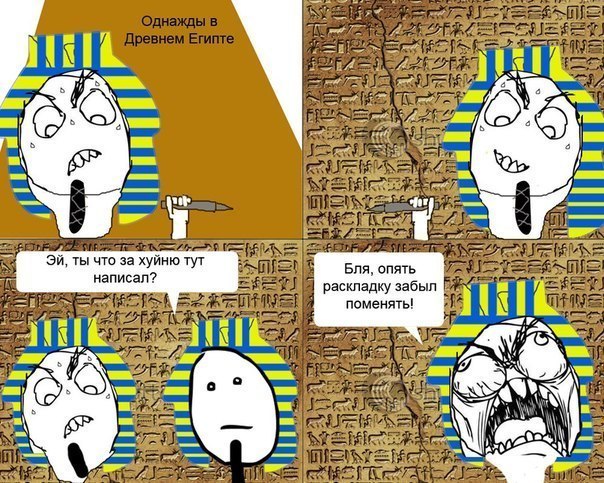 Однажды в
Древнем Египте
Эй, ты что за хуйню тут
написал?
Бля, опять
раскладку забыл
поменять!